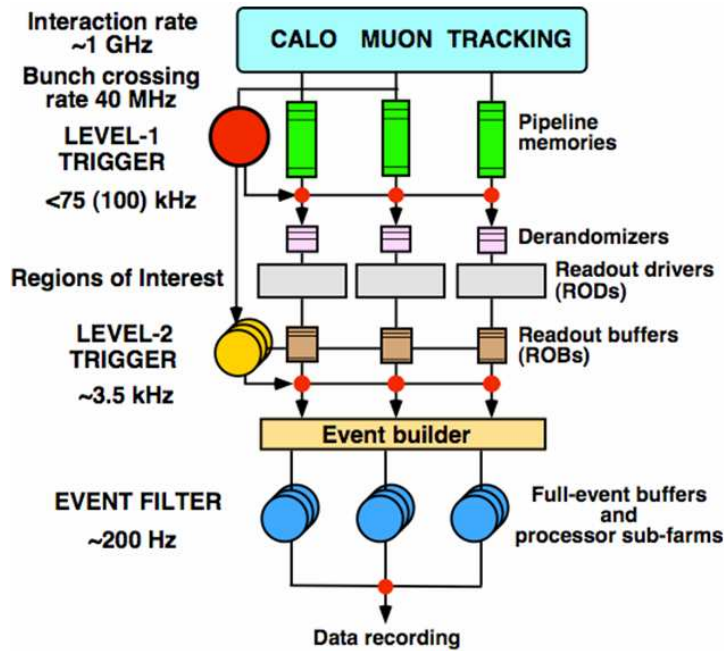 Interaction rate
~1 GHz
CALO MUON TRACKING
Bunch crossing
rate 40 MHz
LEVEL-1
TRIGGER
Pipeline
memories
<75 (100) kHz
Derandomizers
Regions of Interest
Readout drivers
(RODs)
LEVEL-2
TRIGGER
Readout buffers
(ROBs)
~3.5 kHz
Event builder
EVENT FILTER
~200 Hz
Full-event buffers
and
processor sub-farms
Data recording